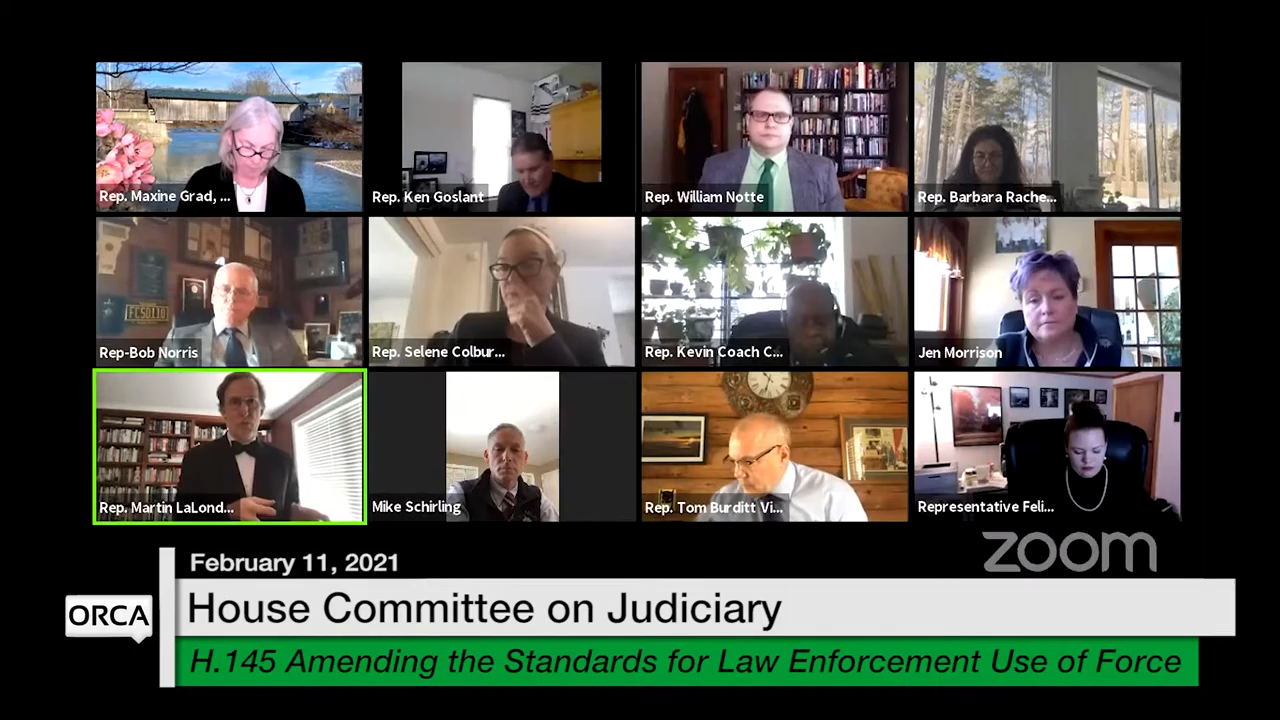 Rep. Maxine Grad, ...
Rep. Ken Goslant
Rep. William Notte
Rep. Barbara Rache...
Rep-Bob Norris
Rep. Selene Colbur...
Rep. Kevin Coach C...
Jen Morrison
Rep. Martin LaLond...
Mike Schirling
Rep. Tom Burditt Vi...
Representative Feli...
zoom
February 11, 2021
ORCA
House Committee on Judiciary
H.145 Amending the Standards for Law Enforcement Use of Force